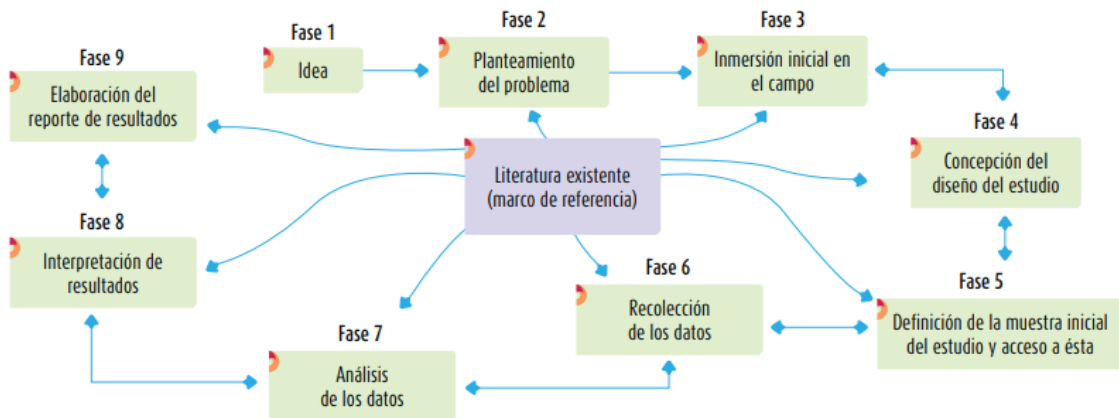 Fase 1
Idea
Fase 2
Planteamiento
del problema
Fase 3
Inmersión inicial en
el campo
Fase 4
Concepción del
diseño del estudio
Fase 5
Definición de la muestra inicial
del estudio y acceso a ésta
Fase 6
Recolección
de los datos
Fase 7
Análisis
de los datos
Fase 8
Interpretación de
resultados
Fase 9
Elaboración del
reporte de resultados
Literatura existente
(marco de referencia)